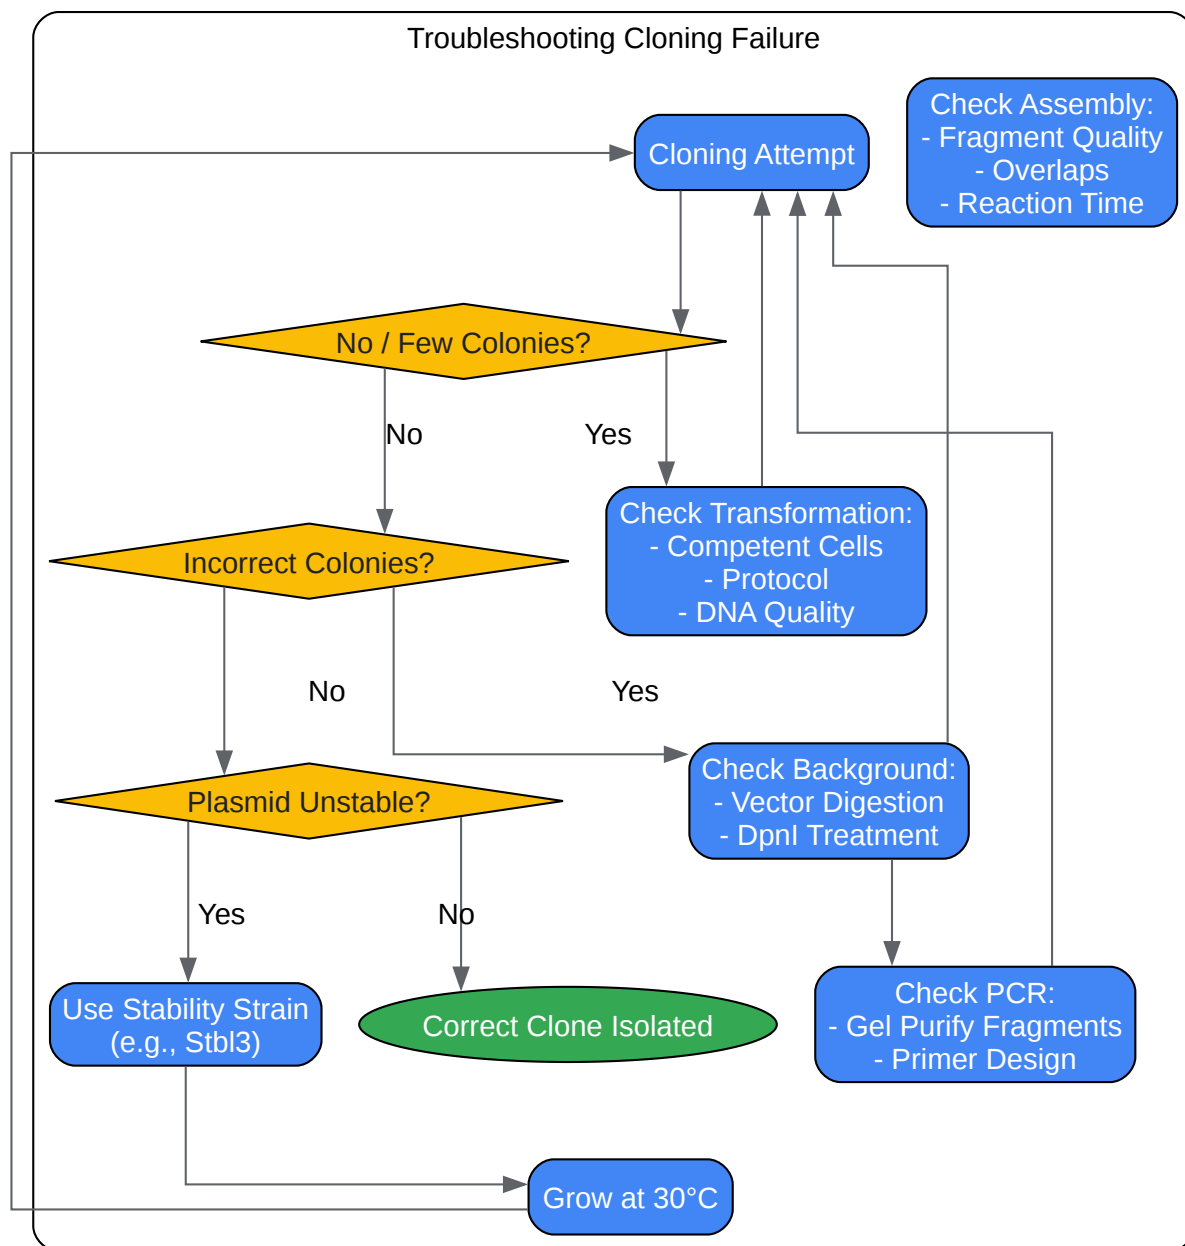 Troubleshooting Cloning Failure
Check Assembly:
- Fragment Quality
- Overlaps
- Reaction Time
Cloning Attempt
No / Few Colonies?
No
Yes
Check Transformation:
- Competent Cells
- Protocol
- DNA Quality
Incorrect Colonies?
No
Yes
Check Background:
- Vector Digestion
- DpnI Treatment
Plasmid Unstable?
Yes
No
Use Stability Strain
(e.g., Stbl3)
Correct Clone Isolated
Check PCR:
- Gel Purify Fragments
- Primer Design
Grow at 30°C